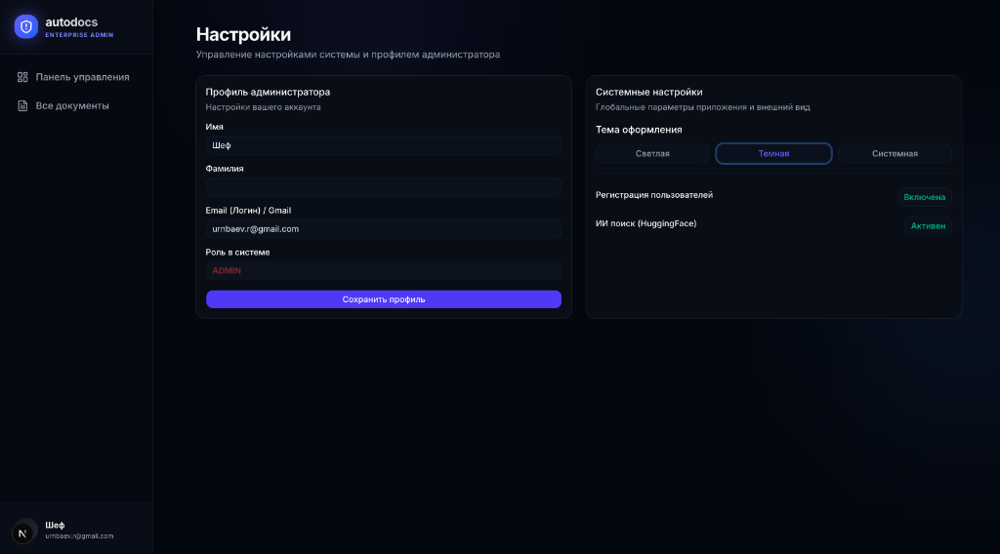 autodocs
ENTERPRISE ADMIN
Панель управления
Все документы
Настройки
Управление настройками системы и профилем администратора
Профиль администратора
Настройки вашего аккаунта
Имя
Шеф
Фамилия
Email (Логин) / Gmail
urnbaev.r@gmail.com
Роль в системе
ADMIN
Сохранить профиль
Системные настройки
Глобальные параметры приложения и внешний вид
Тема оформления
Светлая
Темная
Системная
Регистрация пользователей
Включена
ИИ поиск (HuggingFace)
Активен
N
Шеф
urnbaev.r@gmail.com